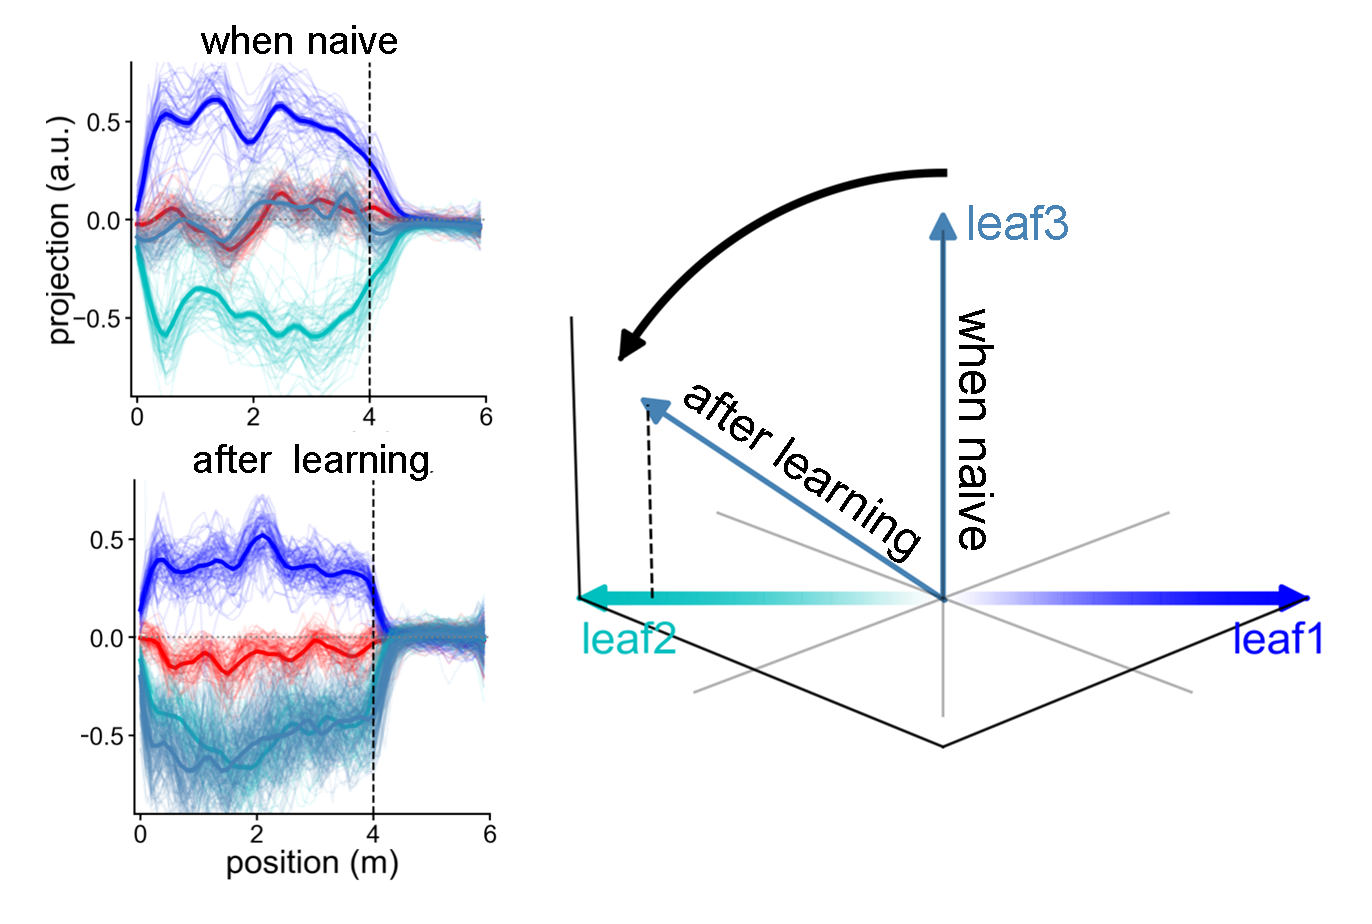 when naive
projection (a.u.)
0.5
0.0
−0.5
0 2 4 6
after learning.
0.5
0.0
−0.5
0 2 4 6
position (m)
leaf3
when naive
after learning
leaf2
leaf1